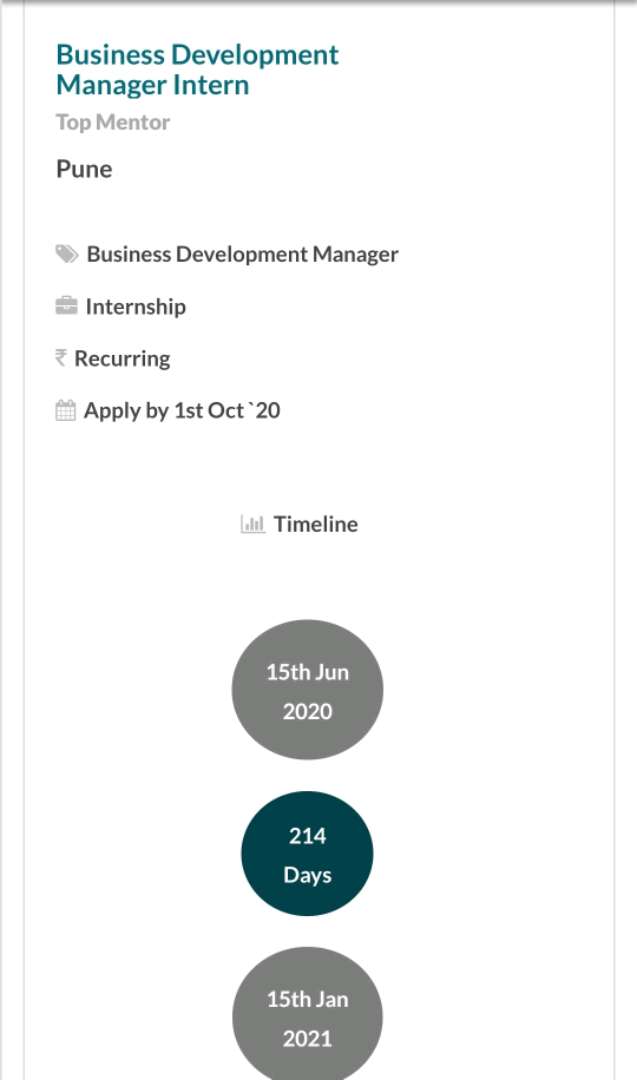 Business Development
Manager Intern
Top Mentor
Pune
Business Development Manager
Internship
₹ Recurring
Apply by 1st Oct `20
Timeline
15th Jun
2020
214
Days
15th Jan
2021